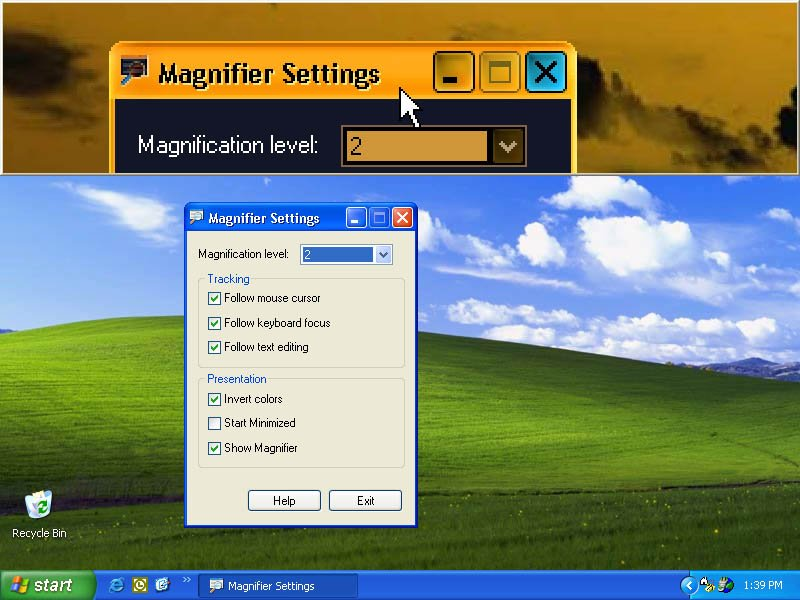 Magnifier Settings
Magnification level: 2
Magnifier Settings
Magnification level: 2
Tracking
Follow mouse cursor
Follow keyboard focus
Follow text editing
Presentation
Invert colors
Start Minimized
Show Magnifier
Help Exit
Recycle Bin
start Magnifier Settings 1:39 PM